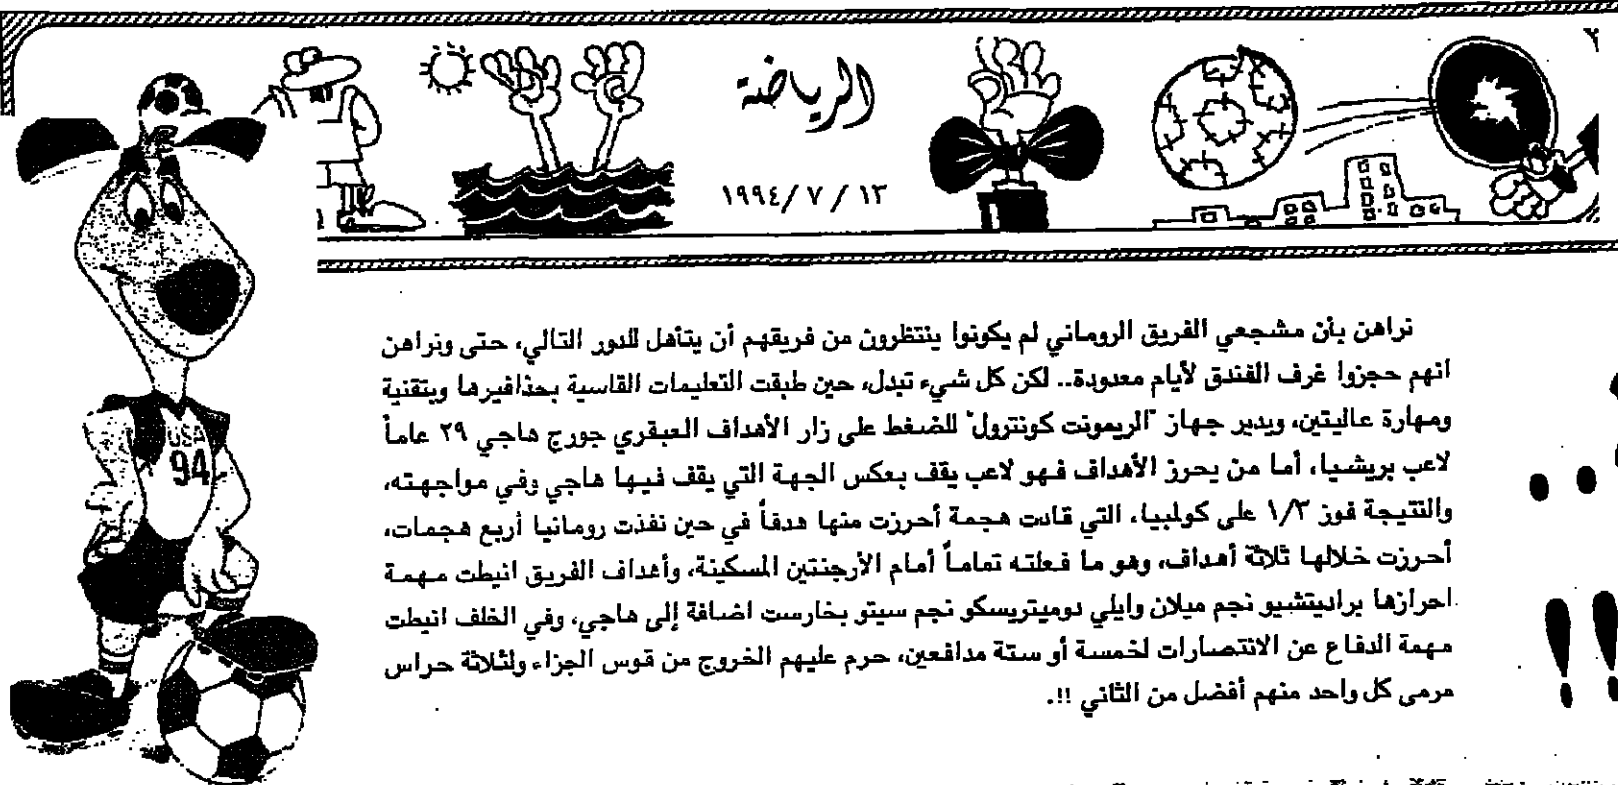 الرياضة
١٣ / ٧ / ١٩٩٤
USA
94
نراهن بأن مشجعي الفريق الروماني لم يكونوا ينتظرون من فريقهم أن يتأهل للدور التالي، حتى ونراهن
انهم حجزوا غرف الفندق لأيام معدودة.. لكن كل شيء تبدل، حين طبقت التعليمات القاسية بحذافيرها وبتقنية
ومهارة عاليتين، ويدير جهاز "الريمونت كونترول" للضغط على زار الأهداف العبقري جورج هاجي ٢٩ عاماً
لاعب بريشيا، أما من يحرز الأهداف فهو لاعب يقف بعكس الجهة التي يقف فيها هاجي وفي مواجهته،
والنتيجة فوز ١/٣ على كولمبيا، التي قادت هجمة أحرزت منها هدفاً في حين نفذت رومانيا أربع هجمات،
أحرزت خلالها ثلاثة أهداف، وهو ما فعلته تماماً أمام الأرجنتين المسكينة، وأهداف الفريق انيطت مهمة
احرازها براديتشيو نجم ميلان وايلي دوميتريسكو نجم سيتو بخارست اضافة إلى هاجي، وفي الخلف انيطت
مهمة الدفاع عن الانتصارات لخمسة أو ستة مدافعين، حرم عليهم الخروج من قوس الجزاء ولثلاثة حراس
مرمى كل واحد منهم أفضل من الثاني !!.
!!